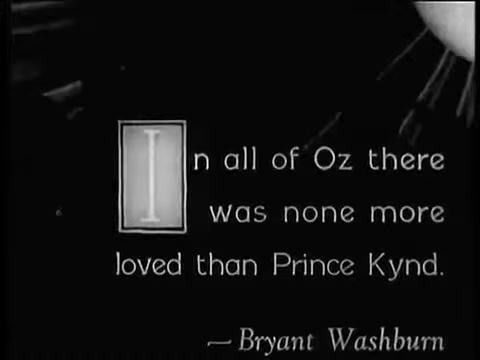 In all of Oz there
was none more
loved than Prince Kynd.
— Bryant Washburn